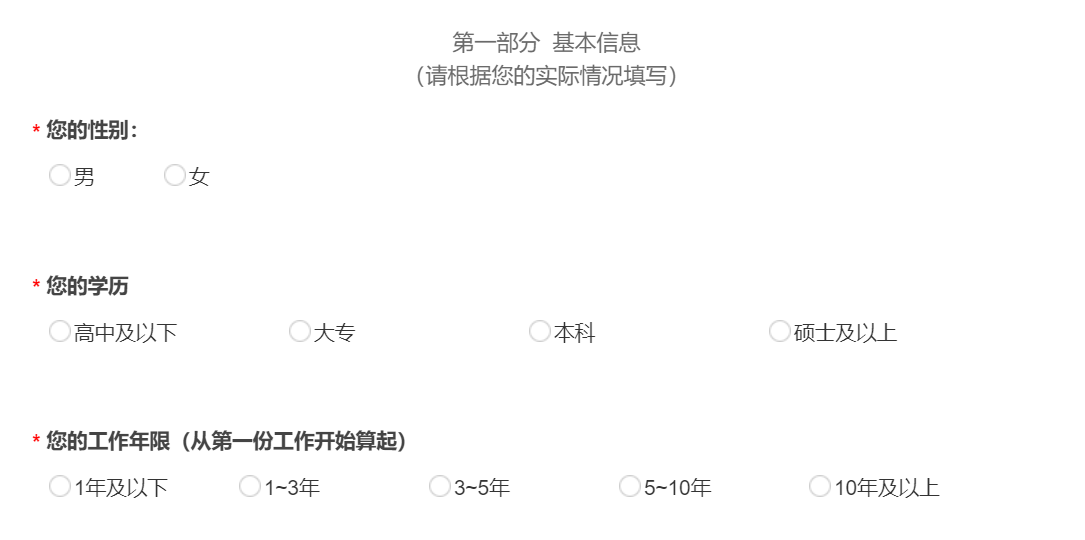 第一部分 基本信息
（请根据您的实际情况填写）
* 您的性别：
男 女
* 您的学历
高中及以下 大专 本科 硕士及以上
* 您的工作年限（从第一份工作开始算起）
1年及以下 1~3年 3~5年 5~10年 10年及以上